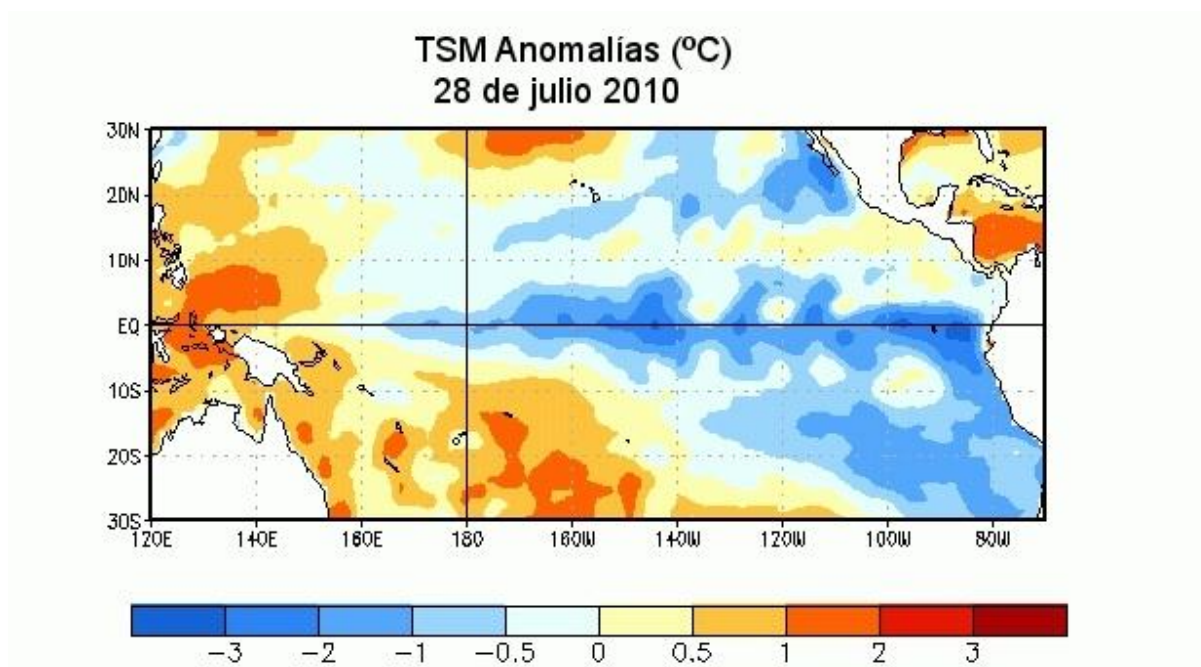 TSM Anomalías (ºC)
28 de julio 2010
30N
20N
10N
EQ
10S
20S
30S
120E 140E 160E 180 160W 140W 120W 100W 80W
−3 −2 −1 −0.5 0 0.5 1 2 3